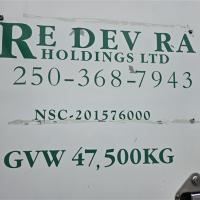 RE DEV RA
HOLDINGS LTD
250-368-7943
NSC-201576000
GVW 47,500KG